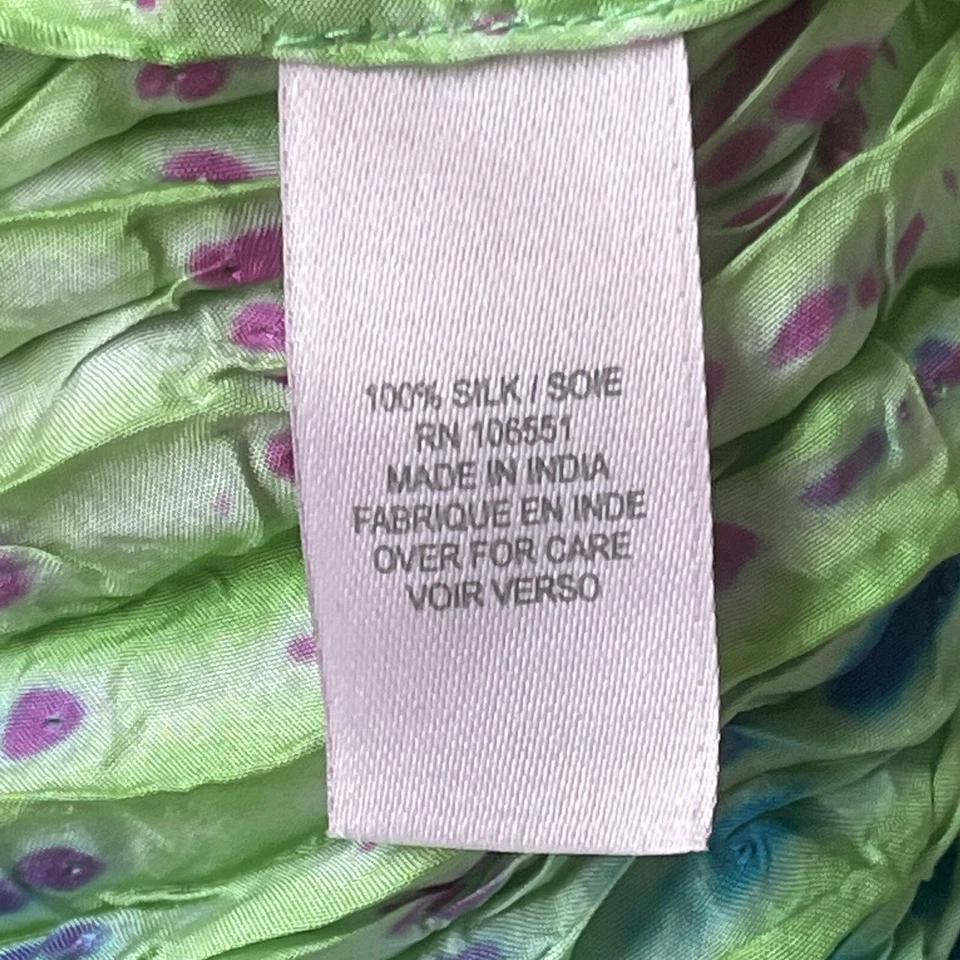 100% SILK / SOIE
RN 106551
MADE IN INDIA
FABRIQUE EN INDE
OVER FOR CARE
VOIR VERSO